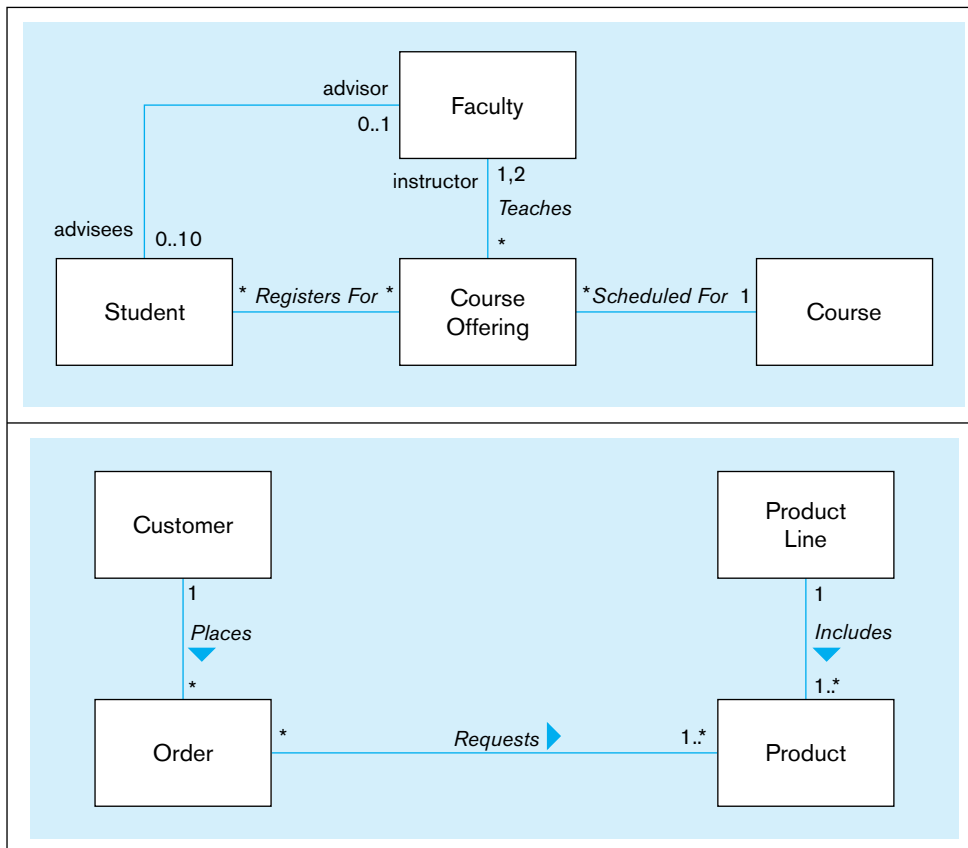 advisor
0..1
Faculty
instructor
1,2
Teaches
*
advisees
0..10
Student
* Registers For *
Course
Offering
* Scheduled For 1
Course
Customer
1
Places
*
Order
Product
Line
1
Includes
1..*
Product
*
Requests
1..*